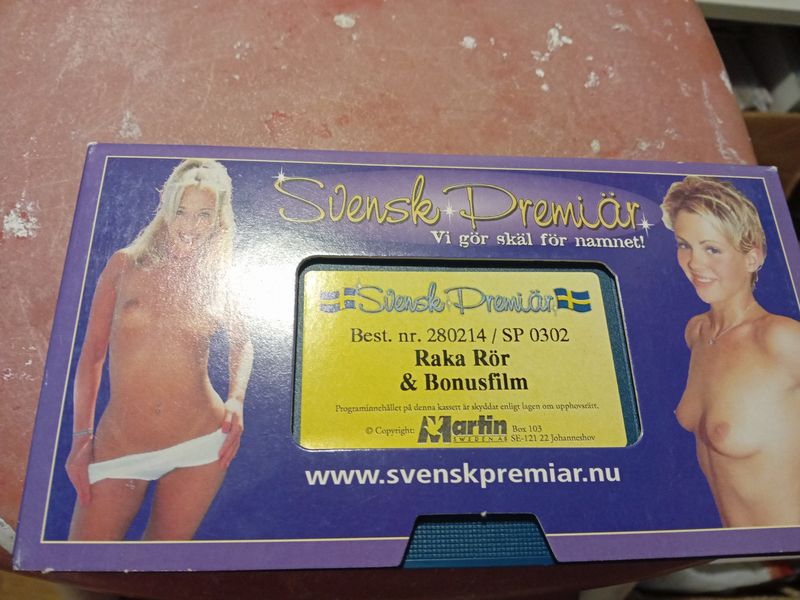 Svensk Premiär
Vi gör skäl för namnet!
Svensk Premiär
Best. nr. 280214 / SP 0302
Raka Rör
& Bonusfilm
Programinnehållet på denna kassett är skyddar enligt lagen om upphovsrätt.
© Copyright: Martin Box 103
SWEDEN AB SE-121 22 Johanneshov
www.svenskpremiar.nu